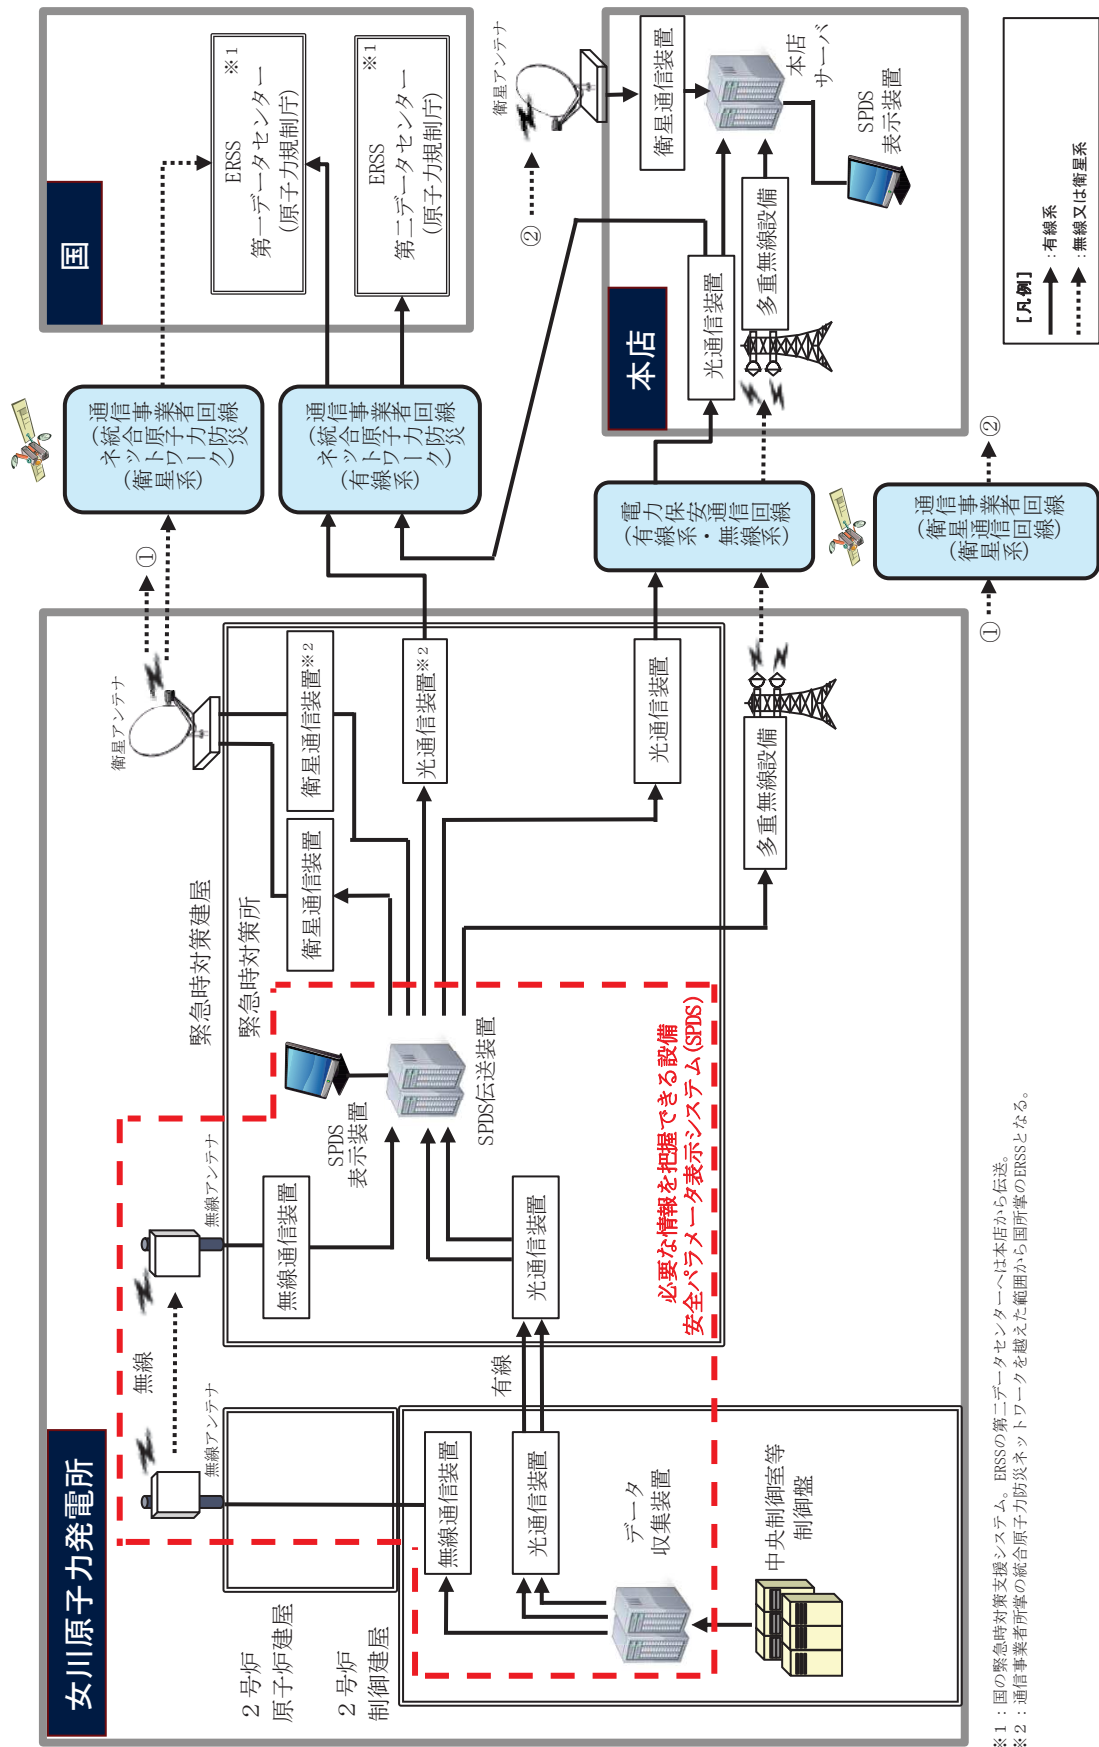 女川原子力発電所
2号炉
原子炉建屋
2号炉
制御建屋
無線アンテナ
無線
無線アンテナ
無線通信装置
光通信装置
データ
収集装置
中央制御室等
制御盤
有線
緊急時対策建屋
緊急時対策所
無線通信装置
光通信装置
SPDS
表示装置
SPDS伝送装置
必要な情報を把握できる設備
安全パラメータ表示システム(SPDS)
衛星アンテナ
衛星通信装置
衛星通信装置※2
光通信装置※2
光通信装置
多重無線設備
①
通信事業者回線
(統合原子力防災
ネットワーク)
(衛星系)
通信事業者回線
(統合原子力防災
ネットワーク)
(有線系)
電力保安通信回線
(有線系・無線系)
①
通信事業者回線
(衛星通信回線)
(衛星系)
②
国
ERSS ※1
第一データセンター
(原子力規制庁)
ERSS ※1
第二データセンター
(原子力規制庁)
本店
②
衛星アンテナ
衛星通信装置
光通信装置
多重無線設備
本店
サーバ
SPDS
表示装置
[凡例]
:有線系
:無線又は衛星系
※1:国の緊急時対策支援システム。ERSSの第二データセンターへは本店から伝送。
※2:通信事業者所掌の統合原子力防災ネットワークを越えた範囲から国所掌のERSSとなる。